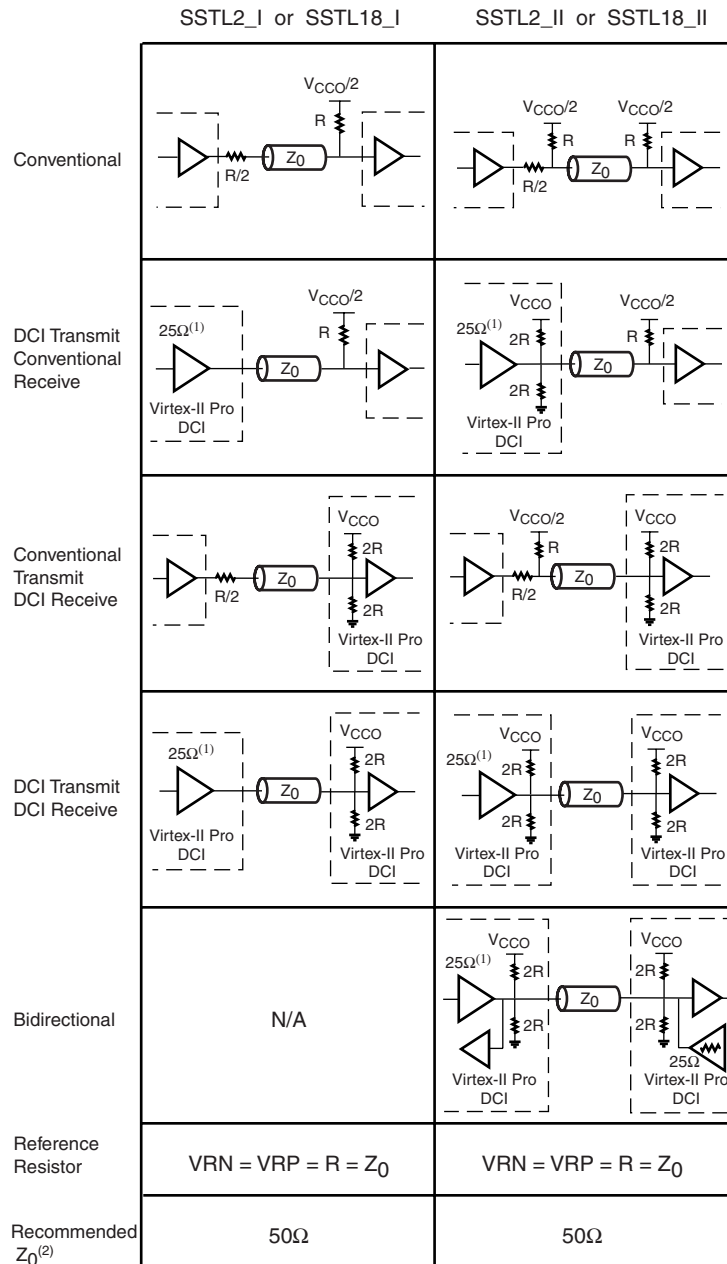 SSTL2_I or SSTL18_I
SSTL2_II or SSTL18_II
Conventional
VCCO/2
R
R/2
Z0
VCCO/2
VCCO/2
R
R
R/2
Z0
DCI Transmit
Conventional
Receive
25Ω(1)
VCCO/2
R
Z0
Virtex-II Pro
DCI
25Ω(1)
VCCO
2R
2R
VCCO/2
R
Z0
Virtex-II Pro
DCI
Conventional
Transmit
DCI Receive
R/2
Z0
VCCO
2R
2R
Virtex-II Pro
DCI
VCCO/2
R
R/2
Z0
VCCO
2R
2R
Virtex-II Pro
DCI
DCI Transmit
DCI Receive
25Ω(1)
Virtex-II Pro
DCI
Z0
VCCO
2R
2R
Virtex-II Pro
DCI
25Ω(1)
VCCO
2R
2R
Virtex-II Pro
DCI
Z0
VCCO
2R
2R
Virtex-II Pro
DCI
Bidirectional
N/A
25Ω(1)
VCCO
2R
2R
Virtex-II Pro
DCI
Z0
VCCO
2R
2R
25Ω
Virtex-II Pro
DCI
Reference
Resistor
VRN = VRP = R = Z0
VRN = VRP = R = Z0
Recommended
Z0(2)
50Ω
50Ω